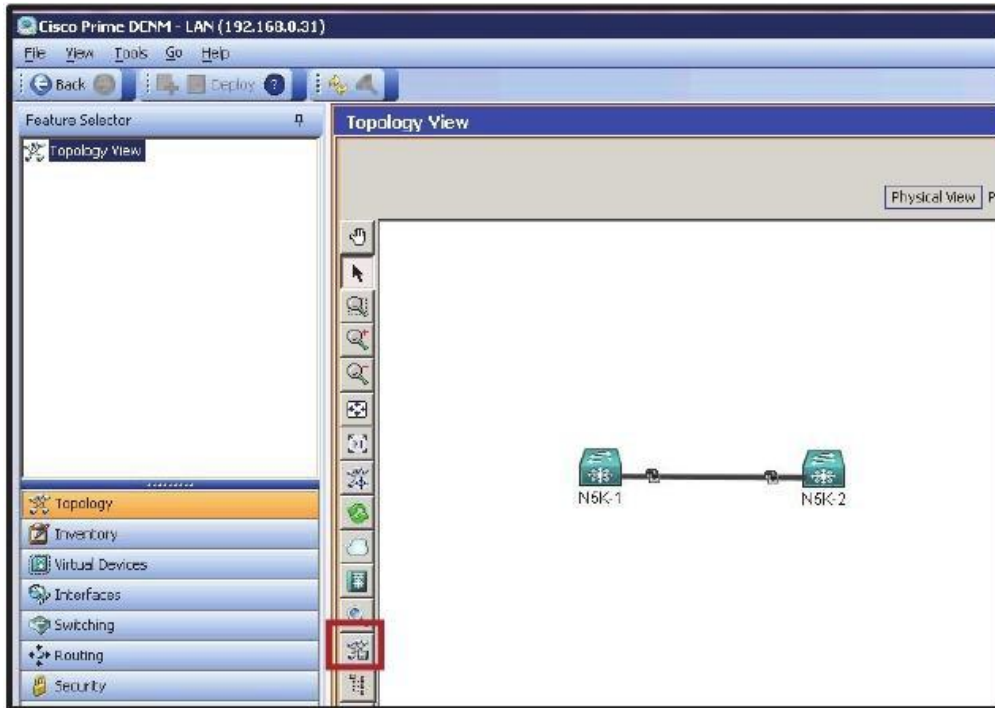 Cisco Prime DCNM - LAN (192.168.0.31)
File View Tools Go Help
Back Deploy ?
Feature Selector
Topology View
Topology View
Physical View P
N5K-1
N5K-2
Topology
Inventory
Virtual Devices
Interfaces
Switching
Routing
Security